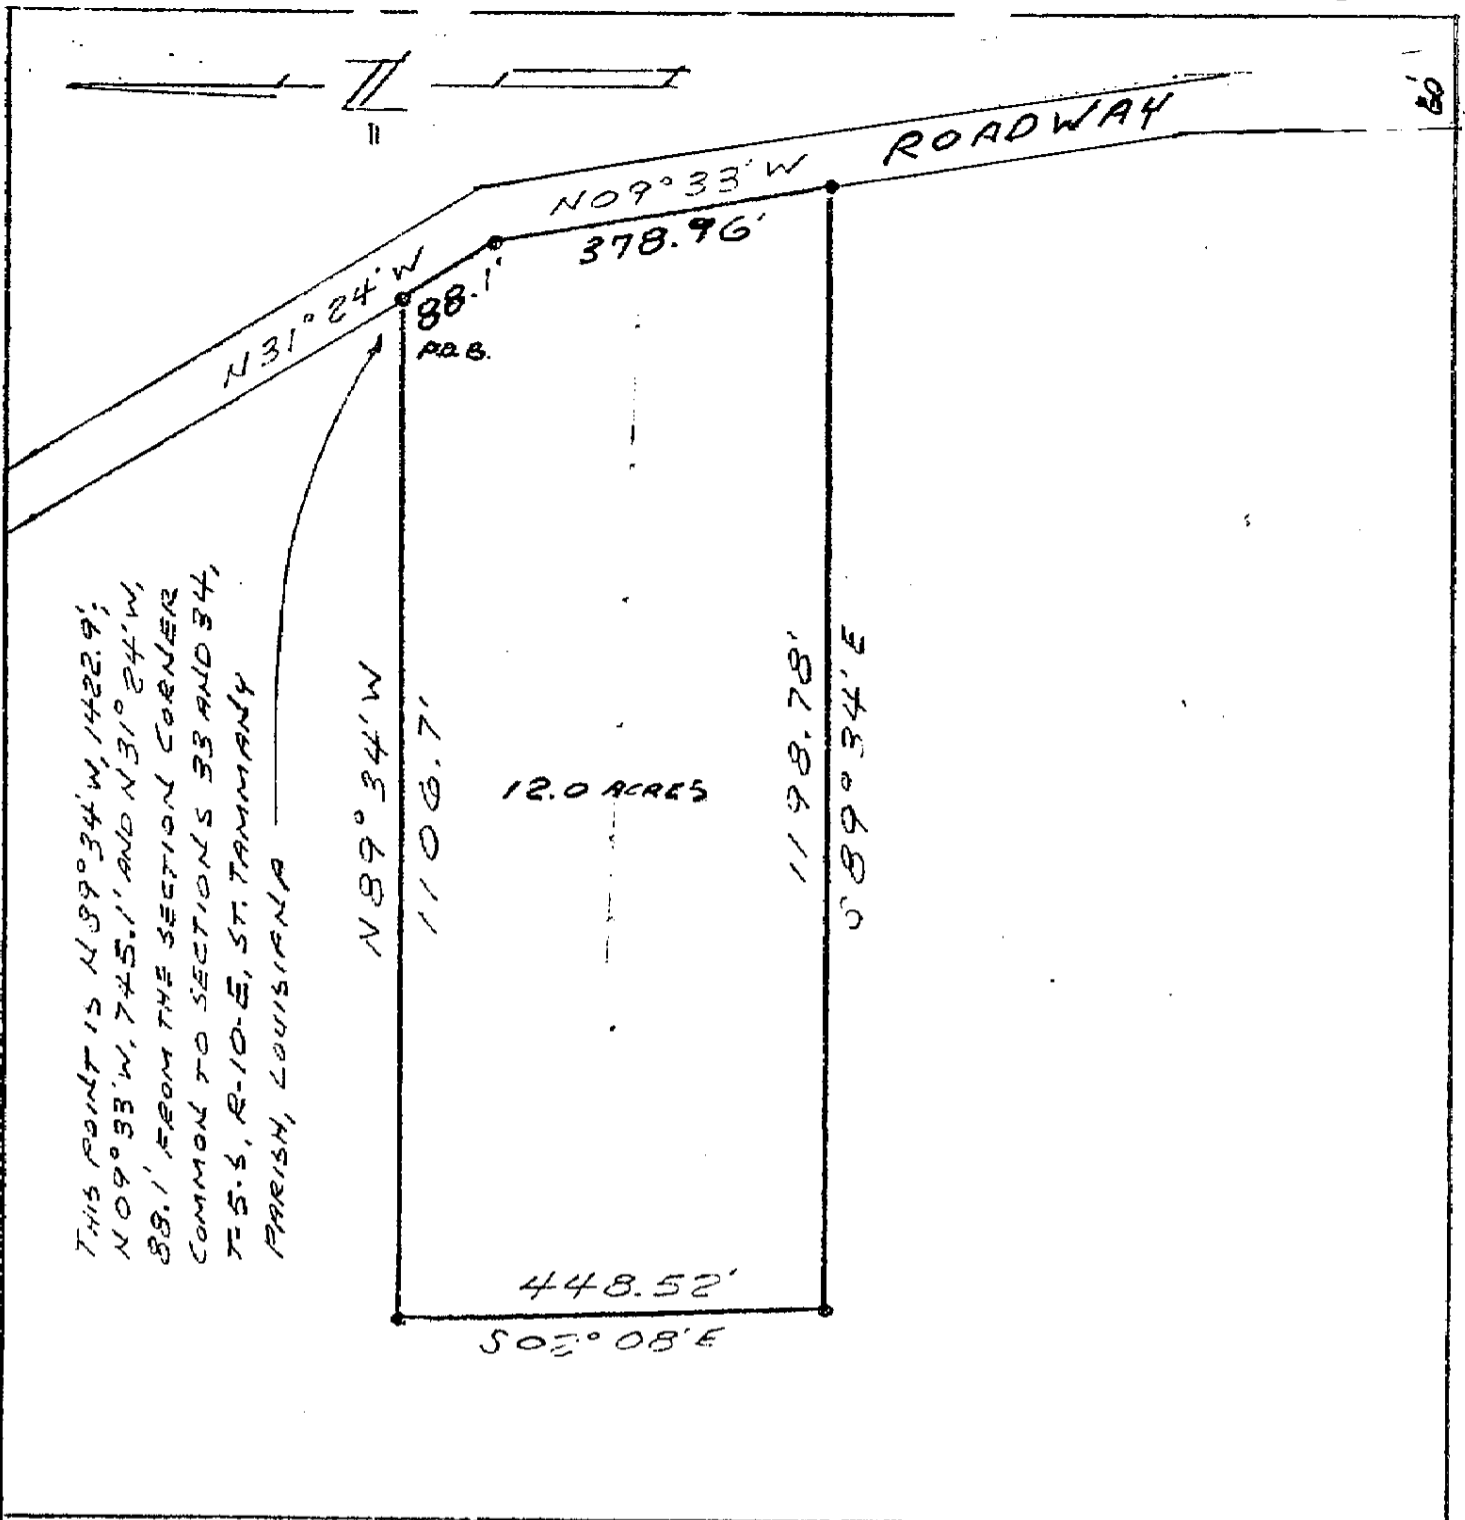 N
60'
ROADWAY
N09°33'W
378.96'
N31°24'W
88.1'
P.O.B.
THIS POINT IS N89°34'W, 1422.9';
N09°33'W, 745.1' AND N31°24'W,
88.1' FROM THE SECTION CORNER
COMMON TO SECTIONS 33 AND 34,
T-5-S, R-10-E, ST. TAMMANY
PARISH, LOUISIANA
N89°34'W
1106.7'
12.0 ACRES
1198.78'
S89°34'E
448.52'
08'E